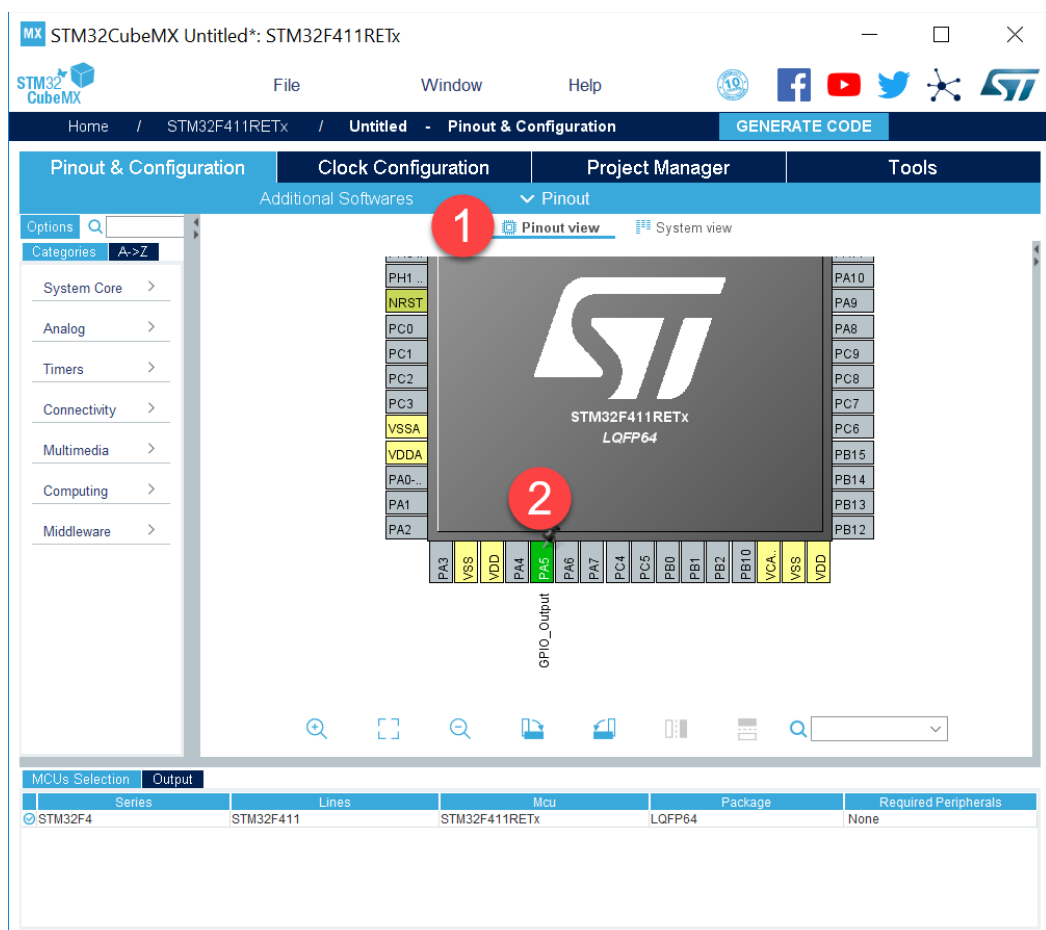 MX STM32CubeMX Untitled*: STM32F411RETx
STM32 CubeMX File Window Help 10
Home / STM32F411RETx / Untitled - Pinout & Configuration GENERATE CODE
Pinout & Configuration Clock Configuration Project Manager Tools
Additional Softwares Pinout
Options 1 Pinout view System view
Categories A->Z
System Core
Analog
Timers
Connectivity
Multimedia
Computing
Middleware
PH1 ..
NRST
PC0
PC1
PC2
PC3
VSSA
VDDA
PA0-..
PA1
PA2
STM32F411RETx
LQFP64
2
PA10
PA9
PA8
PC9
PC8
PC7
PC6
PB15
PB14
PB13
PB12
PA3 VSS VDD PA4 PA5 PA6 PA7 PC4 PC5 PB0 PB1 PB2 PB10 VCA.. VSS VDD
GPIO_Output
MCUs Selection Output
Series Lines Mcu Package Required Peripherals
STM32F4 STM32F411 STM32F411RETx LQFP64 None